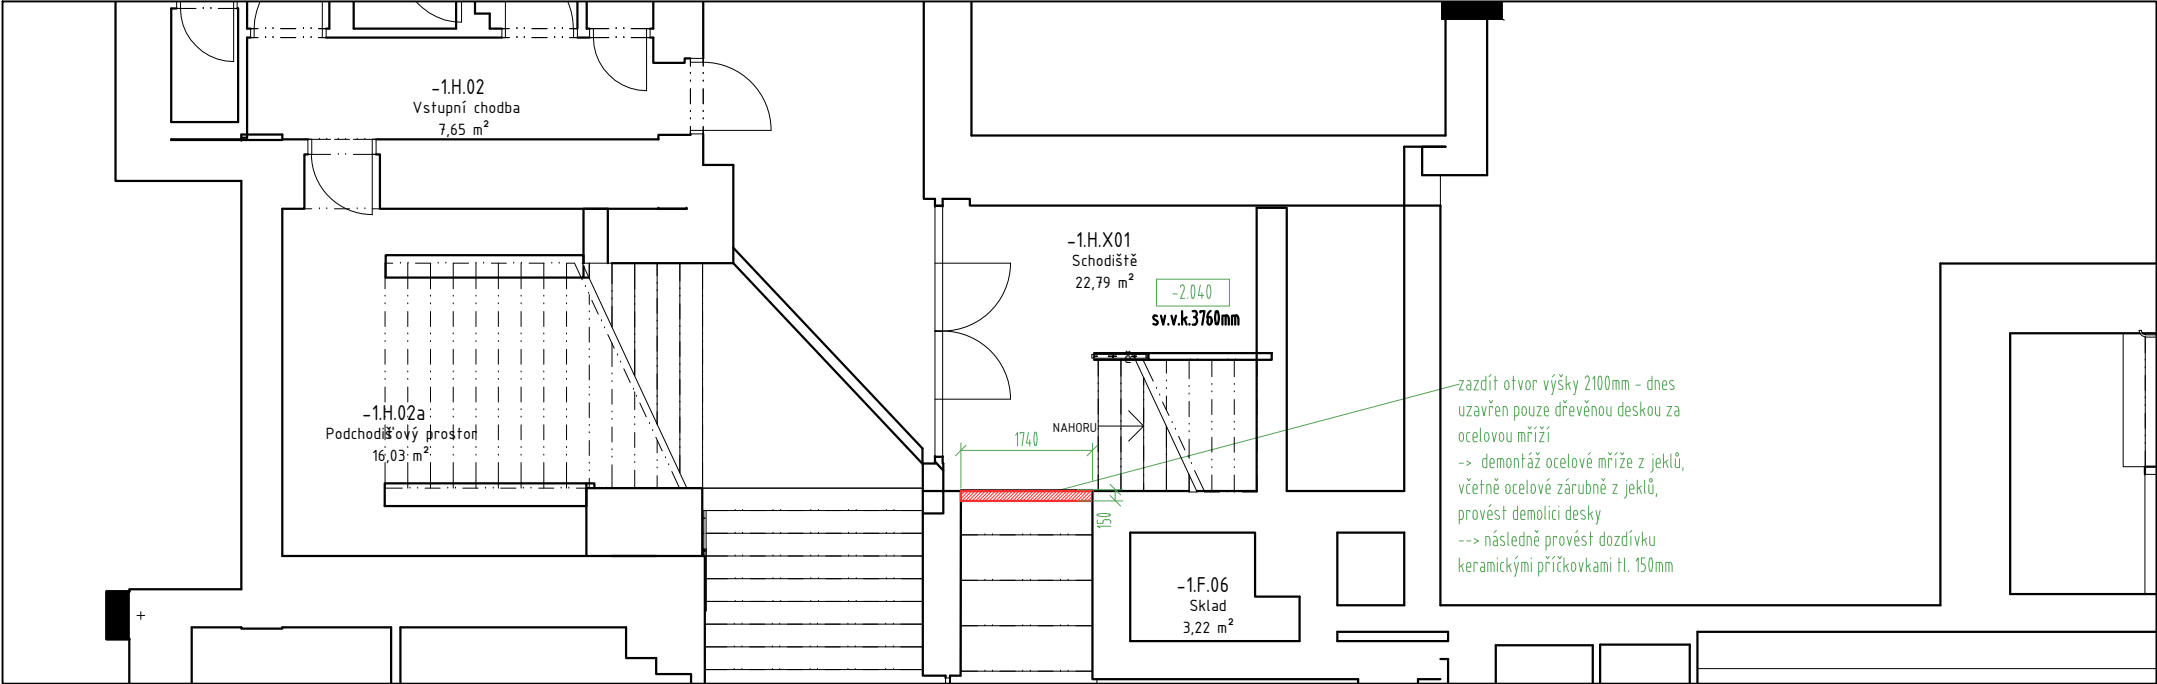 -1.H.02
Vstupní chodba
7,65 m²
-1.H.X01
Schodiště
22,79 m²
-2.040
sv.v.k.3760mm
-1.H.02a
Podchodišťový prostor
16,03 m²
NAHORU
1740
150
zazdít otvor výšky 2100mm - dnes
uzavřen pouze dřevěnou deskou za
ocelovou mříží
-> demontáž ocelové mříže z jeklů,
včetně ocelové zárubně z jeklů,
provést demolici desky
--> následně provést dozdívku
keramickými příčkovkami tl. 150mm
-1.F.06
Sklad
3,22 m²